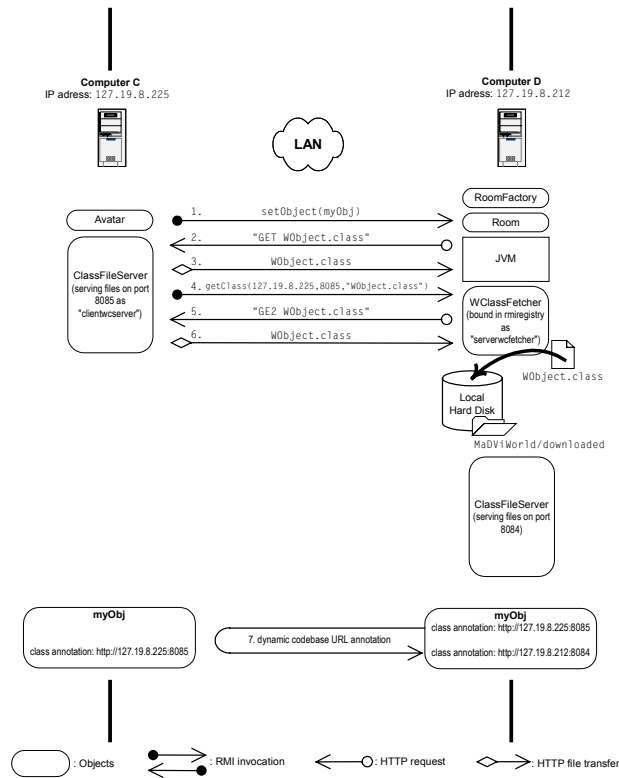 Computer C
IP adress: 127.19.8.225
Computer D
IP adress: 127.19.8.212
LAN
RoomFactory
Avatar
1. setObject(myObj)
Room
2. "GET WObject.class"
JVM
3. WObject.class
ClassFileServer
(serving files on port
8085 as
"clientwcserver")
4. getClass(127.19.8.225,8085,"WObject.class")
WClassFetcher
(bound in rmiregistry
as
"serverwcfetcher")
5. "GE2 WObject.class"
6. WObject.class
WObject.class
Local
Hard Disk
MaDViWorld/downloaded
ClassFileServer
(serving files on port
8084)
myObj
class annotation: http://127.19.8.225:8085
7. dynamic codebase URL annotation
myObj
class annotation: http://127.19.8.225:8085
class annotation: http://127.19.8.212:8084
: Objects
: RMI invocation
: HTTP request
: HTTP file transfer